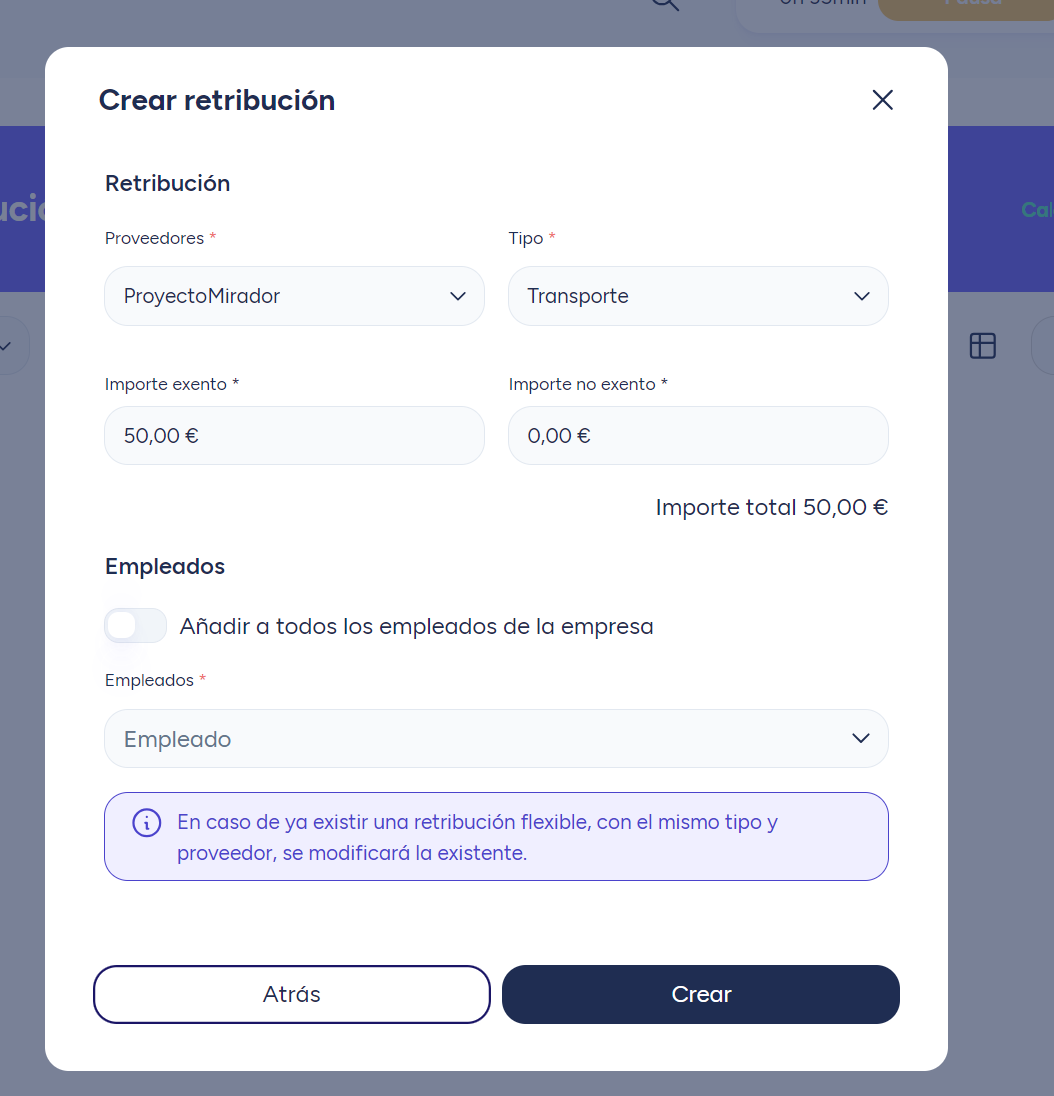 Crear retribución
Retribución
Proveedores *
Tipo *
ProyectoMirador
Transporte
Importe exento *
Importe no exento *
50,00 €
0,00 €
Importe total 50,00 €
Empleados
Añadir a todos los empleados de la empresa
Empleados *
Empleado
En caso de ya existir una retribución flexible, con el mismo tipo y
proveedor, se modificará la existente.
Atrás
Crear